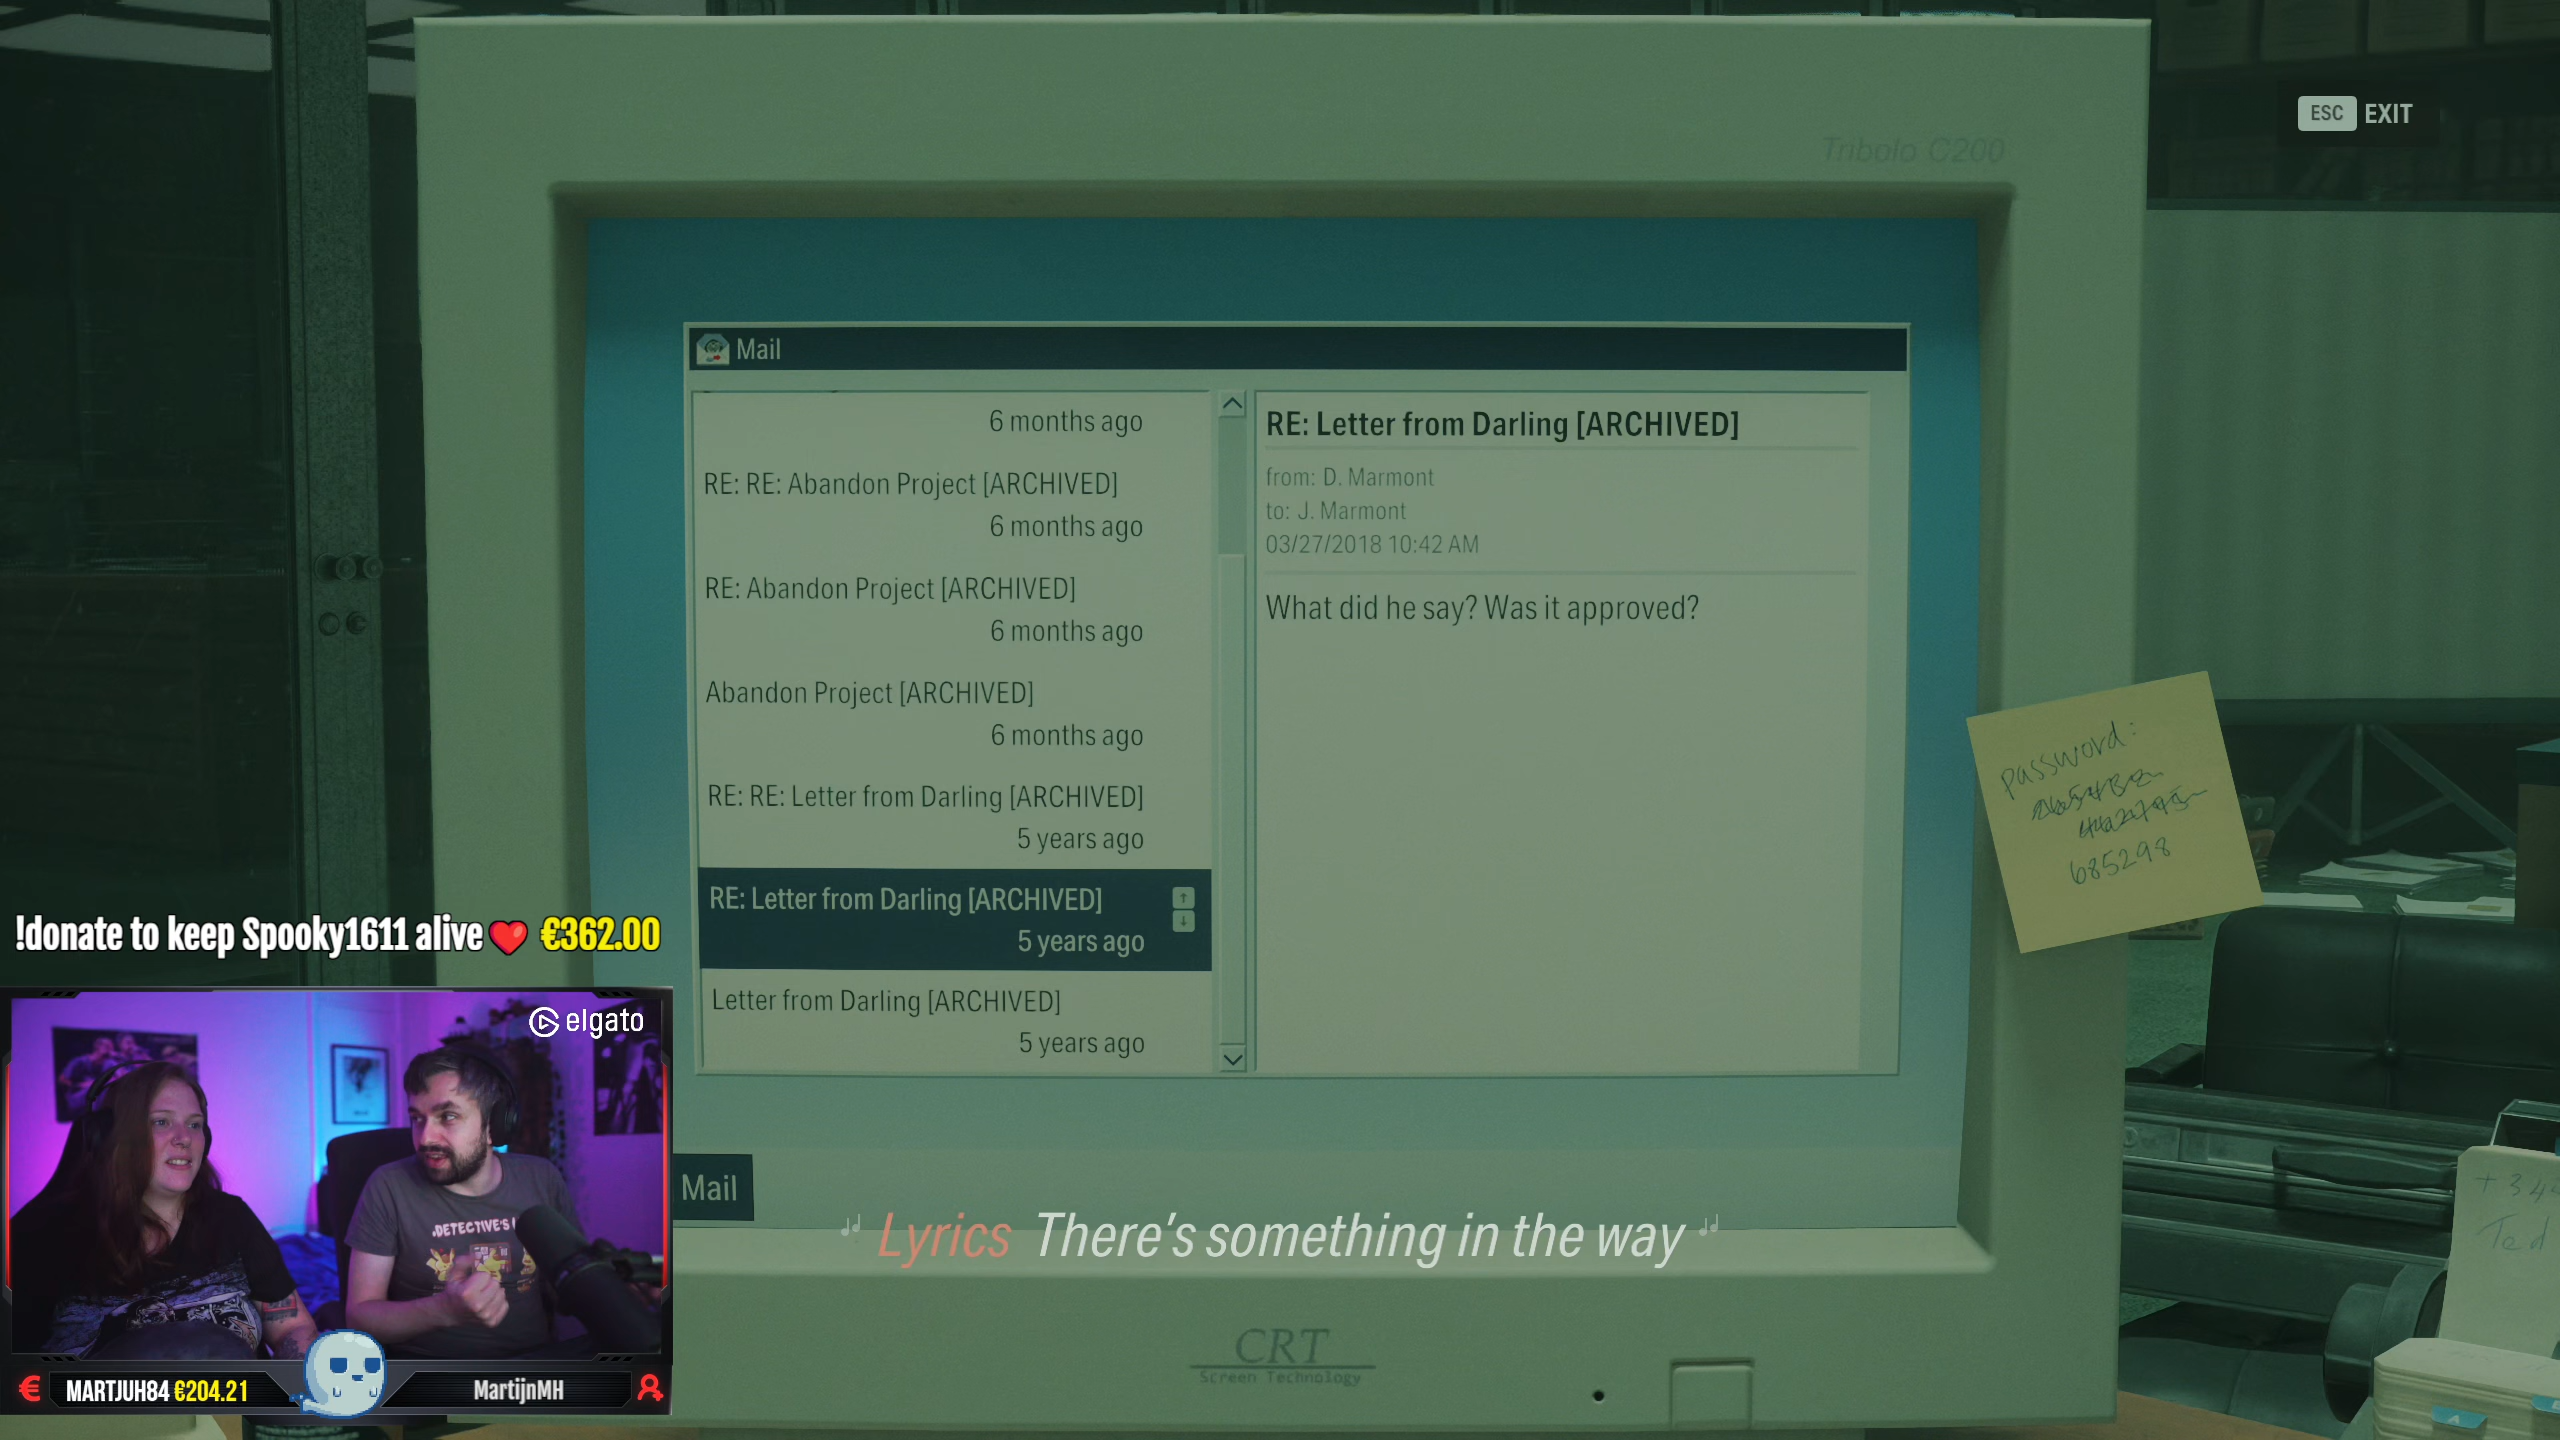 ESC EXIT
Tribolo C200
Mail
6 months ago
RE: RE: Abandon Project [ARCHIVED]
6 months ago
RE: Abandon Project [ARCHIVED]
6 months ago
Abandon Project [ARCHIVED]
6 months ago
RE: RE: Letter from Darling [ARCHIVED]
5 years ago
RE: Letter from Darling [ARCHIVED]
5 years ago
Letter from Darling [ARCHIVED]
5 years ago
RE: Letter from Darling [ARCHIVED]
from: D. Marmont
to: J. Marmont
03/27/2018 10:42 AM
What did he say? Was it approved?
Password:
685298
!donate to keep Spooky1611 alive❤️ €362.00
elgato
DETECTIVE'S
MARTJUH84 €204.21
MartijnMH
Mail
♫ Lyrics There's something in the way ♫
CRT
Screen Technology
Ted